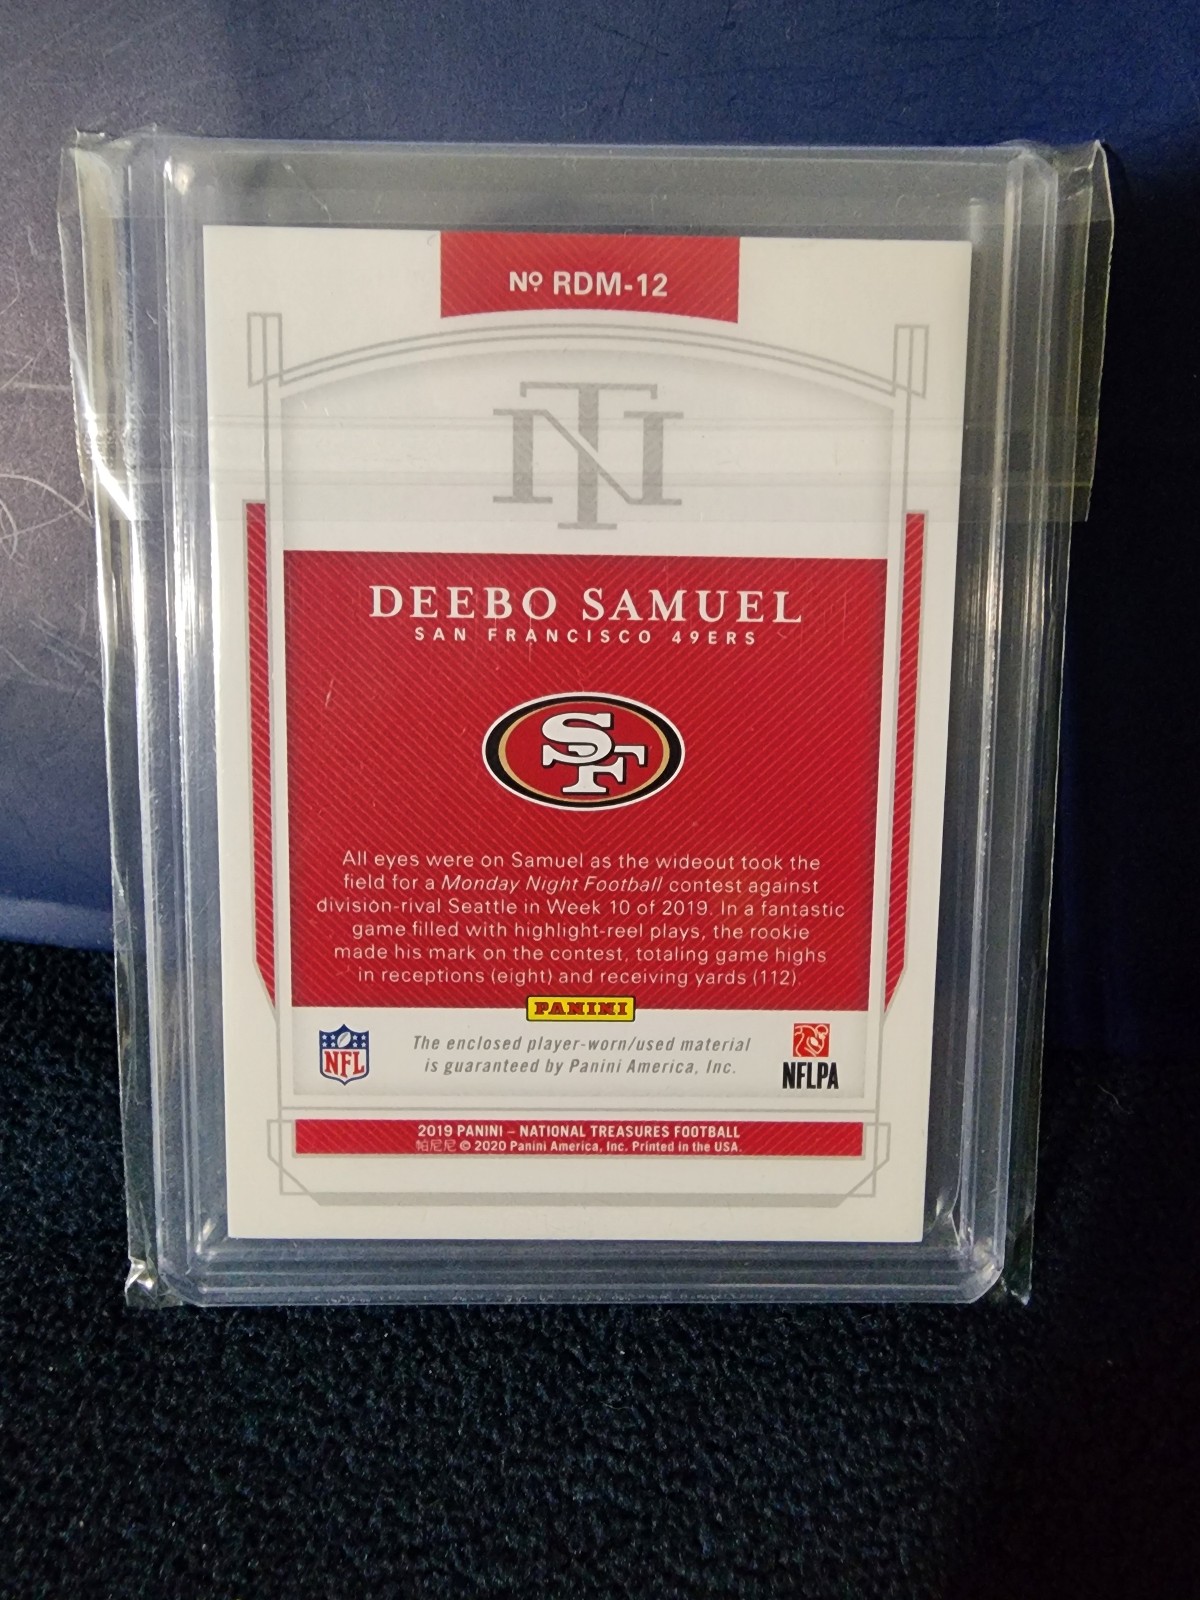 Nº RDM-12
NT
DEEBO SAMUEL
SAN FRANCISCO 49ERS
SF
All eyes were on Samuel as the wideout took the
field for a Monday Night Football contest against
division-rival Seattle in Week 10 of 2019. In a fantastic
game filled with highlight-reel plays, the rookie
made his mark on the contest, totaling game highs
in receptions (eight) and receiving yards (112).
PANINI
The enclosed player-worn/used material
is guaranteed by Panini America, Inc.
NFL
NFLPA
2019 PANINI – NATIONAL TREASURES FOOTBALL
帕尼尼 © 2020 Panini America, Inc. Printed in the USA.